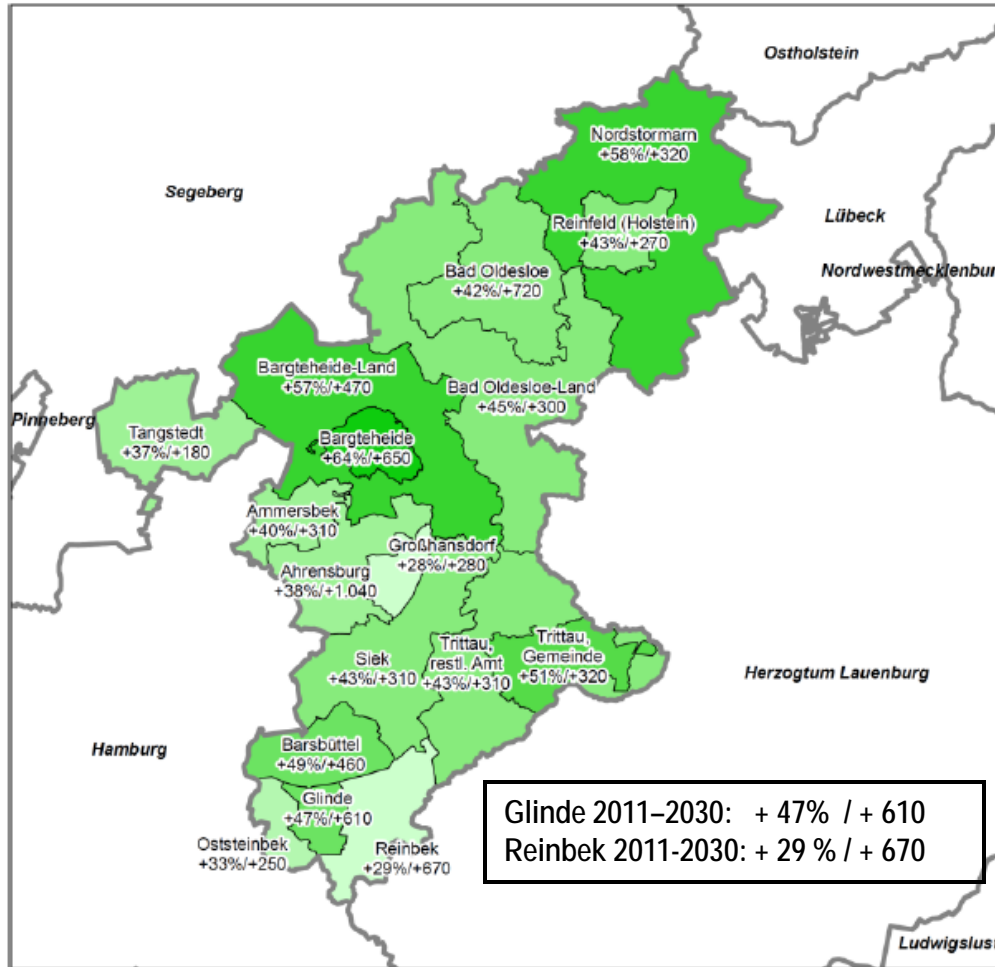 Ostholstein
Nordstormarn
+58%/+320
Segeberg
Lübeck
Reinfeld (Holstein)
+43%/+270
Bad Oldesloe
+42%/+720
Nordwestmecklenbur
Bargteheide-Land
+57%/+470
Bad Oldesloe-Land
+45%/+300
Pinneberg
Tangstedt
+37%/+180
Bargteheide
+64%/+650
Ammersbek
+40%/+310
Großhansdorf
+28%/+280
Ahrensburg
+38%/+1.040
Siek
+43%/+310
Trittau,
restl. Amt
+43%/+310
Trittau,
Gemeinde
+51%/+320
Herzogtum Lauenburg
Hamburg
Barsbüttel
+49%/+460
Glinde
+47%/+610
Oststeinbek
+33%/+250
Reinbek
+29%/+670
Glinde 2011–2030: + 47% / + 610
Reinbek 2011-2030: + 29 % / + 670
Ludwigslust